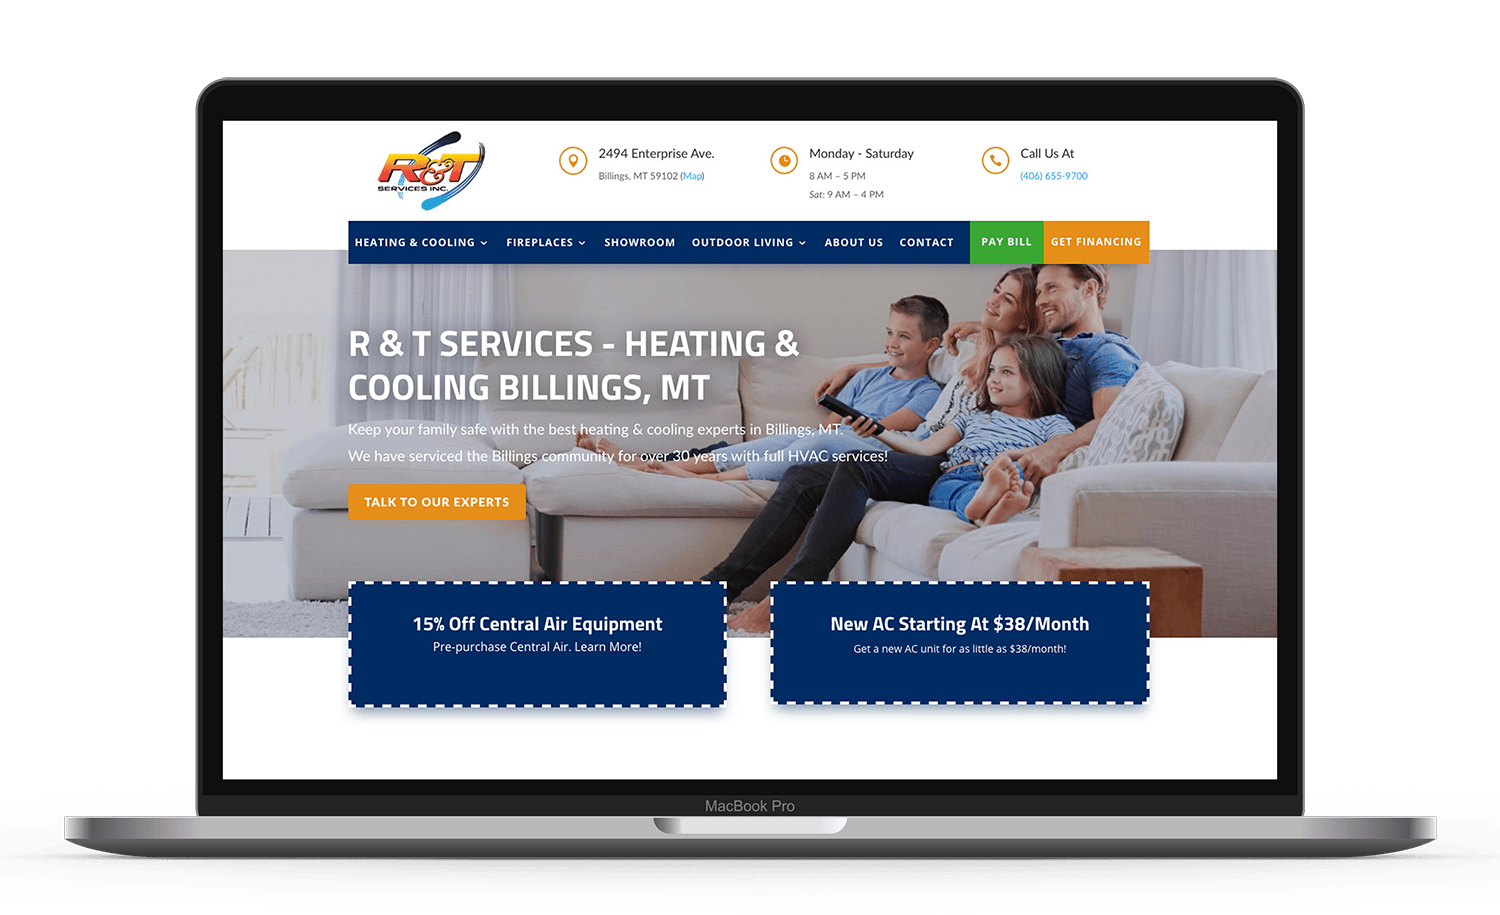 R&T
SERVICES INC.
2494 Enterprise Ave.
Billings, MT 59102 (Map)
Monday - Saturday
8 AM – 5 PM
Sat: 9 AM – 4 PM
Call Us At
(406) 655-9700
HEATING & COOLING FIREPLACES SHOWROOM OUTDOOR LIVING ABOUT US CONTACT PAY BILL GET FINANCING
R & T SERVICES - HEATING &
COOLING BILLINGS, MT
Keep your family safe with the best heating & cooling experts in Billings, MT.
We have serviced the Billings community for over 30 years with full HVAC services!
TALK TO OUR EXPERTS
15% Off Central Air Equipment
Pre-purchase Central Air. Learn More!
New AC Starting At $38/Month
Get a new AC unit for as little as $38/month!
MacBook Pro